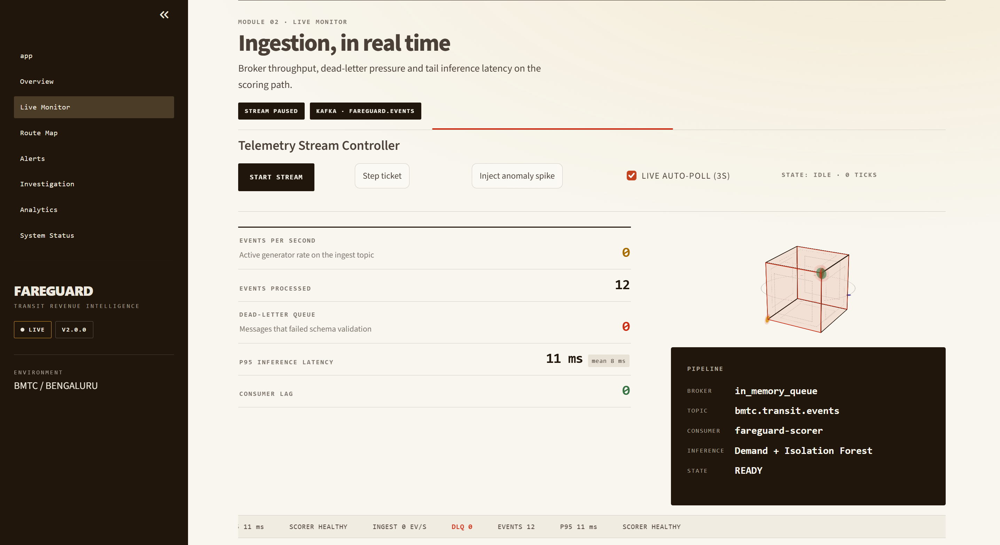 app
Overview
Live Monitor
Route Map
Alerts
Investigation
Analytics
System Status
FAREGUARD
TRANSIT REVENUE INTELLIGENCE
LIVE
V2.0.0
ENVIRONMENT
BMTC / BENGALURU
MODULE 02 · LIVE MONITOR
Ingestion, in real time
Broker throughput, dead-letter pressure and tail inference latency on the
scoring path.
STREAM PAUSED
KAFKA · FAREGUARD.EVENTS
Telemetry Stream Controller
START STREAM
Step ticket
Inject anomaly spike
LIVE AUTO-POLL (3S)
STATE: IDLE · 0 TICKS
EVENTS PER SECOND
Active generator rate on the ingest topic
0
EVENTS PROCESSED
12
DEAD-LETTER QUEUE
Messages that failed schema validation
0
P95 INFERENCE LATENCY
11 ms
mean 8 ms
CONSUMER LAG
0
PIPELINE
BROKER in_memory_queue
TOPIC bmtc.transit.events
CONSUMER fareguard-scorer
INFERENCE Demand + Isolation Forest
STATE READY
11 ms SCORER HEALTHY INGEST 0 EV/S DLQ 0 EVENTS 12 P95 11 ms SCORER HEALTHY